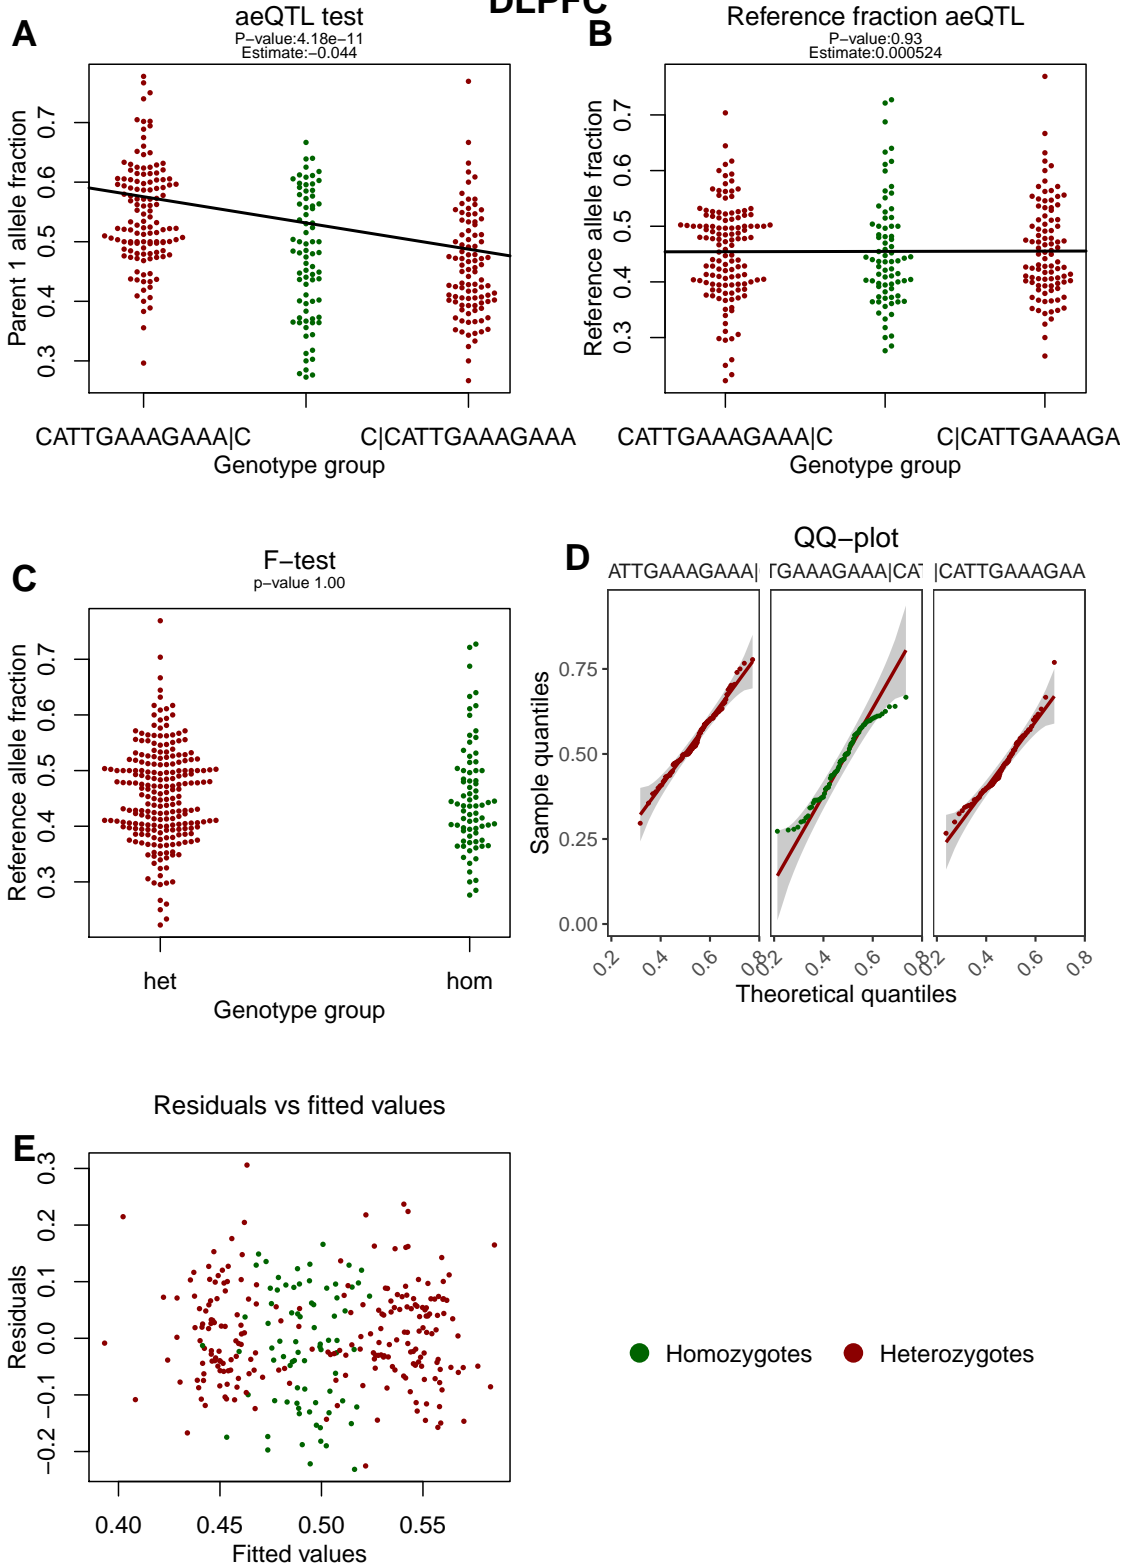 DLPFC
A
aeQTL test
P-value:4.18e-11
Estimate:−0.044
Parent 1 allele fraction
0.7
0.6
0.5
0.4
0.3
CATTGAAAGAAA|C
C|CATTGAAAGAAA
Genotype group
B
Reference fraction aeQTL
P-value:0.93
Estimate:0.000524
Reference allele fraction
0.7
0.6
0.5
0.4
0.3
CATTGAAAGAAA|C
C|CATTGAAAGA
Genotype group
C
F−test
p−value 1.00
Reference allele fraction
0.7
0.6
0.5
0.4
0.3
het
hom
Genotype group
D
QQ−plot
ATTGAAAGAAA|
TGAAAGAAA|CAT
|CATTGAAAGAA
Sample quantiles
0.75
0.50
0.25
0.00
0.2
0.4
0.6
0.8
0.2
0.4
0.6
0.8
0.2
0.4
0.6
0.8
Theoretical quantiles
E
Residuals vs fitted values
Residuals
0.3
0.2
0.1
0.0
−0.1
−0.2
0.40
0.45
0.50
0.55
Fitted values
Homozygotes
Heterozygotes